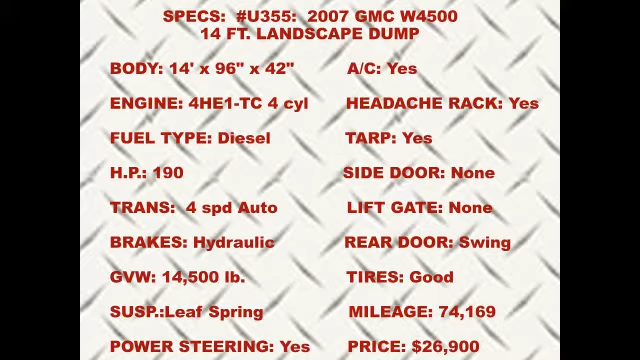 SPECS: #U355: 2007 GMC W4500
14 FT. LANDSCAPE DUMP
BODY: 14' x 96" x 42" A/C: Yes
ENGINE: 4HE1-TC 4 cyl HEADACHE RACK: Yes
FUEL TYPE: Diesel TARP: Yes
H.P.: 190 SIDE DOOR: None
TRANS: 4 spd Auto LIFT GATE: None
BRAKES: Hydraulic REAR DOOR: Swing
GVW: 14,500 lb. TIRES: Good
SUSP.:Leaf Spring MILEAGE: 74,169
POWER STEERING: Yes PRICE: $26,900